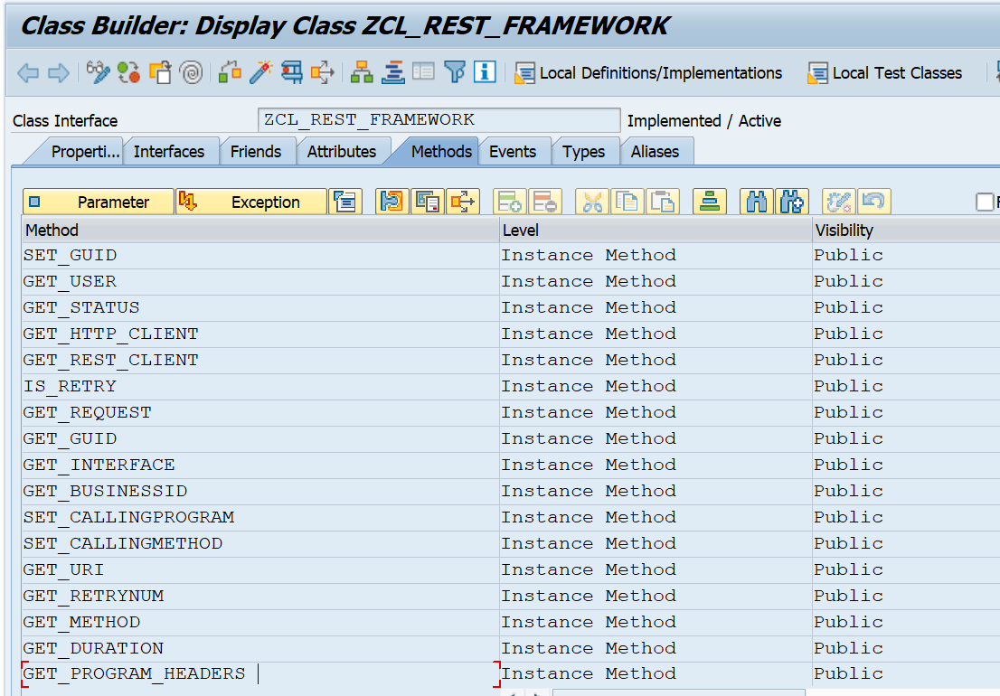 Class Builder: Display Class ZCL_REST_FRAMEWORK
Local Definitions/Implementations Local Test Classes
Class Interface ZCL_REST_FRAMEWORK Implemented / Active
Properti... Interfaces Friends Attributes Methods Events Types Aliases
Parameter Exception
Method Level Visibility
SET_GUID Instance Method Public
GET_USER Instance Method Public
GET_STATUS Instance Method Public
GET_HTTP_CLIENT Instance Method Public
GET_REST_CLIENT Instance Method Public
IS_RETRY Instance Method Public
GET_REQUEST Instance Method Public
GET_GUID Instance Method Public
GET_INTERFACE Instance Method Public
GET_BUSINESSID Instance Method Public
SET_CALLINGPROGRAM Instance Method Public
SET_CALLINGMETHOD Instance Method Public
GET_URI Instance Method Public
GET_RETRYNUM Instance Method Public
GET_METHOD Instance Method Public
GET_DURATION Instance Method Public
GET_PROGRAM_HEADERS Instance Method Public